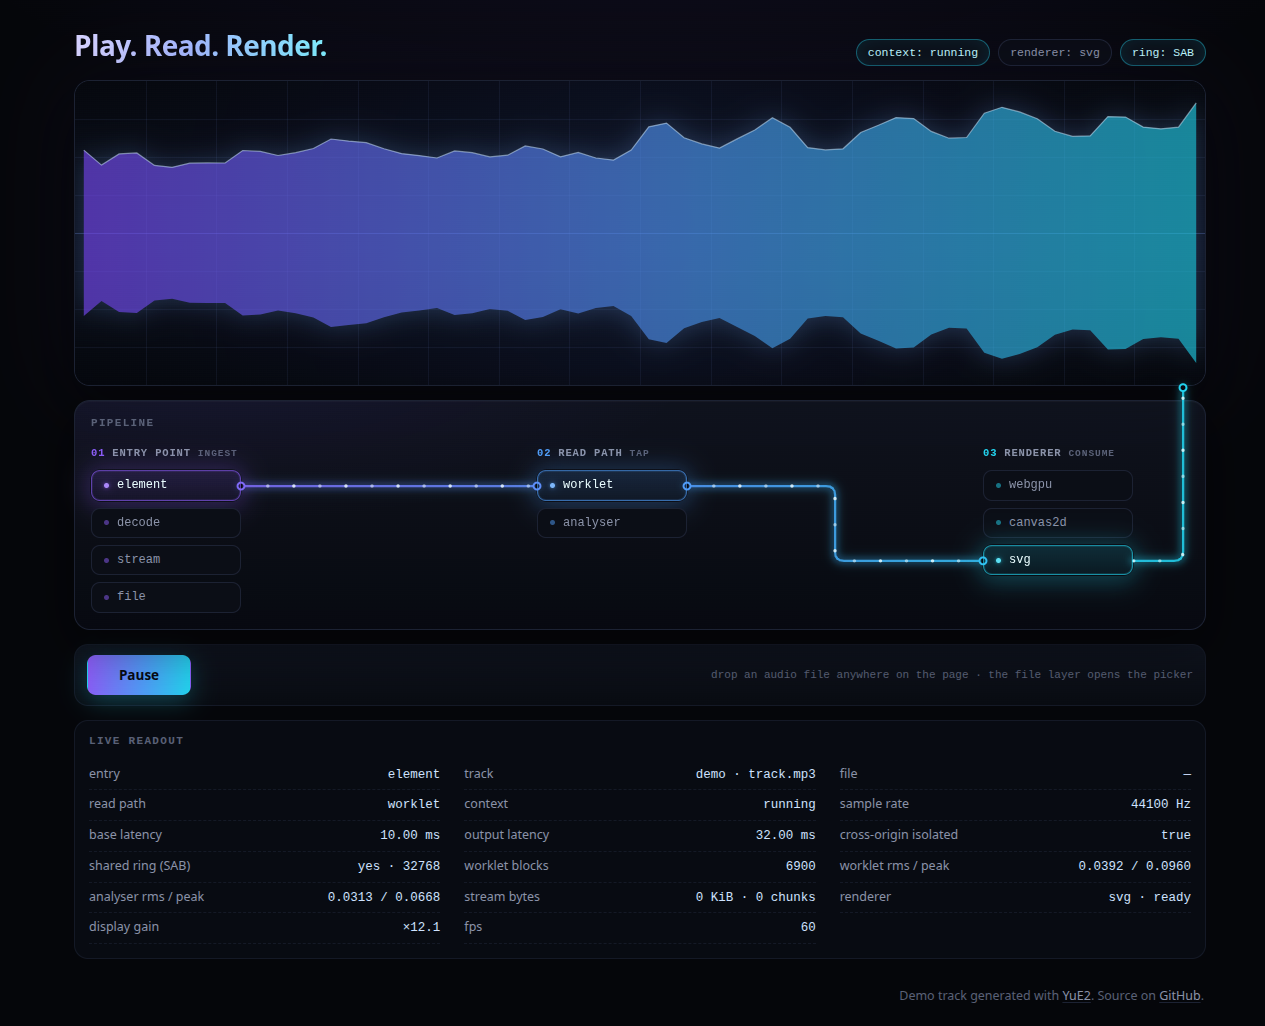 Play. Read. Render.
context: running
renderer: svg
ring: SAB
PIPELINE
01 ENTRY POINT INGEST
element
decode
stream
file
02 READ PATH TAP
worklet
analyser
03 RENDERER CONSUME
webgpu
canvas2d
svg
Pause
drop an audio file anywhere on the page · the file layer opens the picker
LIVE READOUT
entry element
track demo · track.mp3
file —
read path worklet
context running
sample rate 44100 Hz
base latency 10.00 ms
output latency 32.00 ms
cross-origin isolated true
shared ring (SAB) yes · 32768
worklet blocks 6900
worklet rms / peak 0.0392 / 0.0960
analyser rms / peak 0.0313 / 0.0668
stream bytes 0 KiB · 0 chunks
renderer svg · ready
display gain ×12.1
fps 60
Demo track generated with YuE2. Source on GitHub.